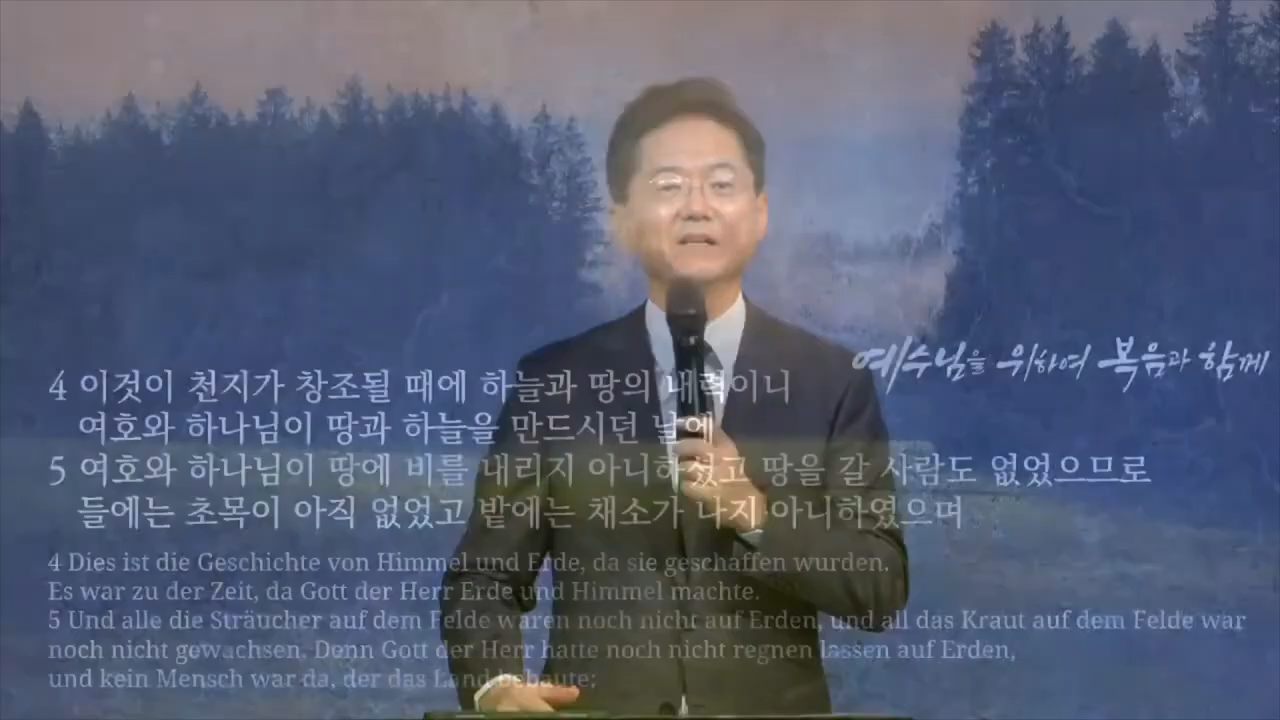 예수님을 위하여 복음과 함께
4 이것이 천지가 창조될 때에 하늘과 땅의 내력이니
여호와 하나님이 땅과 하늘을 만드시던 날에
5 여호와 하나님이 땅에 비를 내리지 아니하셨고 땅을 갈 사람도 없었으므로
들에는 초목이 아직 없었고 밭에는 채소가 나지 아니하였으며
4 Dies ist die Geschichte von Himmel und Erde, da sie geschaffen wurden.
Es war zu der Zeit, da Gott der Herr Erde und Himmel machte.
5 Und alle die Sträucher auf dem Felde waren noch nicht auf Erden, und all das Kraut auf dem Felde war
noch nicht gewachsen. Denn Gott der Herr hatte noch nicht regnen lassen auf Erden,
und kein Mensch war da, der das Land bebaute;